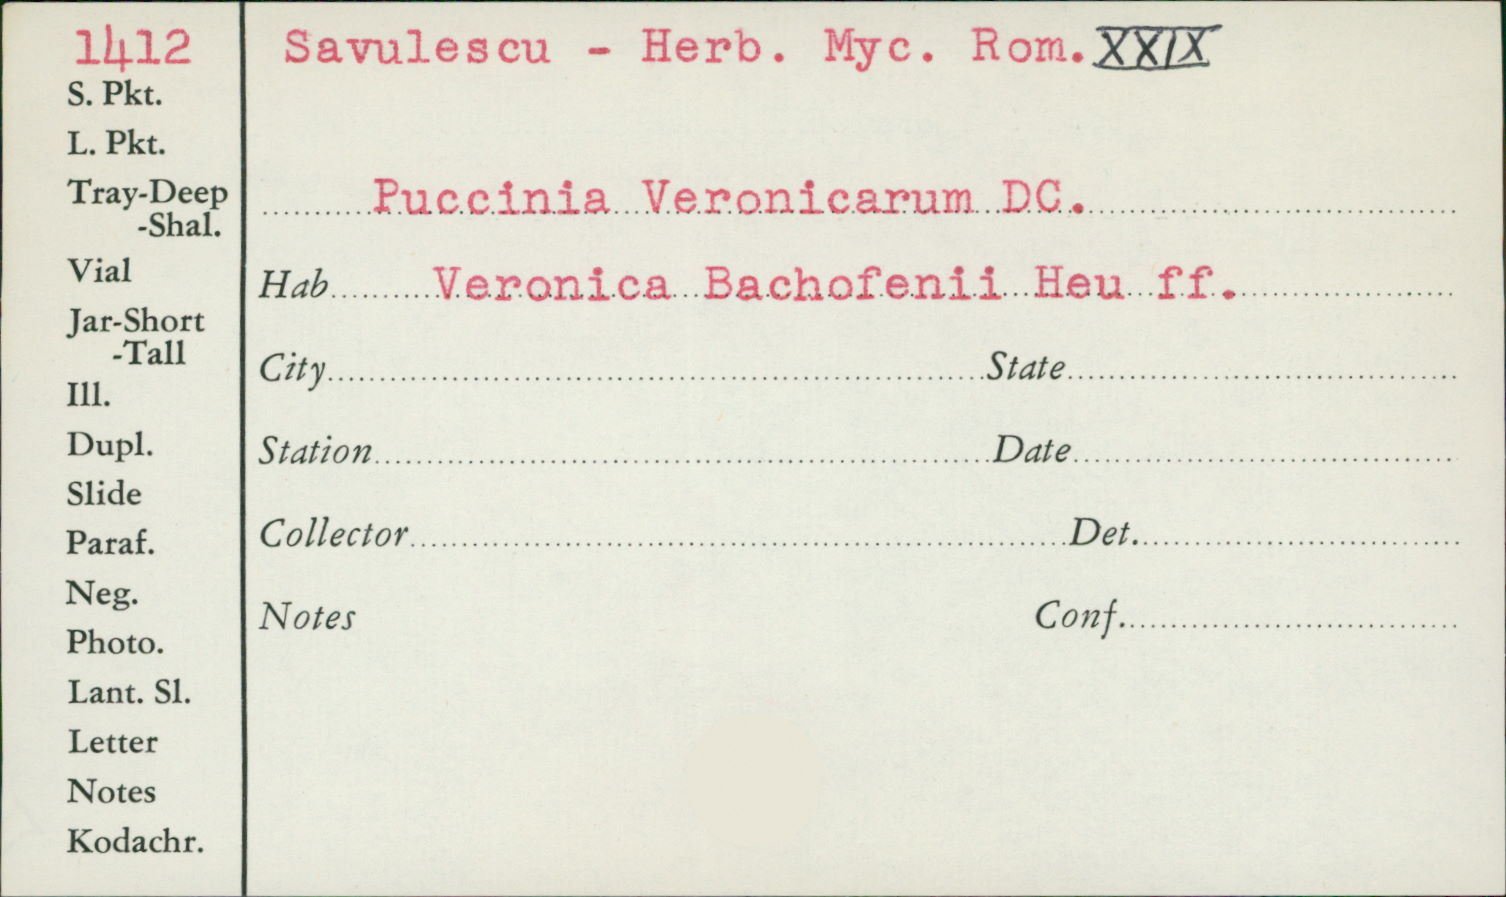 1412
Savulescu - Herb. Myc. Rom. XXIX
S. Pkt.
L. Pkt.
Tray-Deep
-Shal.
Puccinia Veronicarum DC.
Vial
Hab Veronica Bachofenii Heu ff.
Jar-Short
-Tall
City State
Ill.
Dupl.
Station Date
Slide
Paraf.
Collector Det.
Neg.
Notes Conf.
Photo.
Lant. Sl.
Letter
Notes
Kodachr.